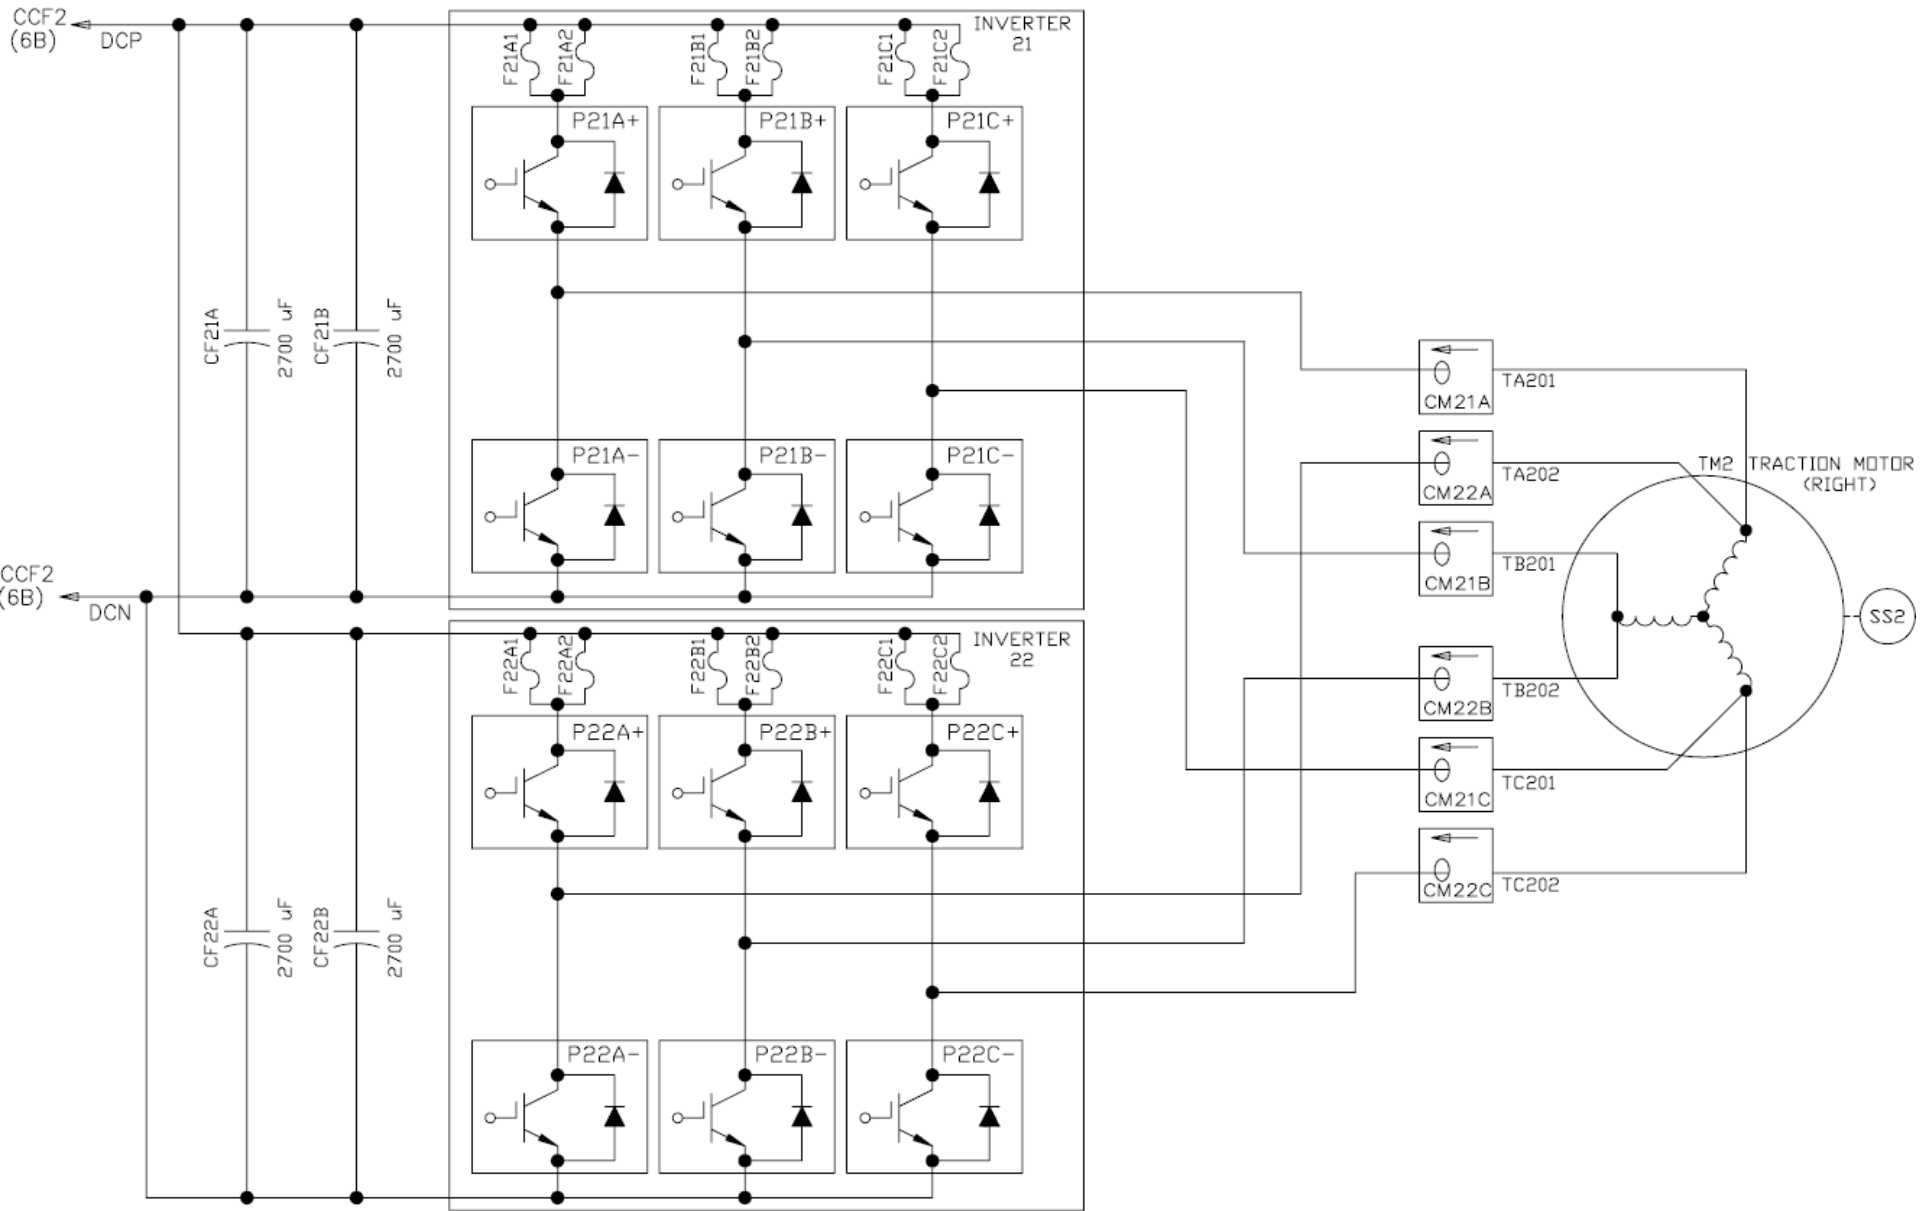 CCF2
(6B)
DCP
INVERTER
21
F21A1
F21A2
F21B1
F21B2
F21C1
F21C2
P21A+
P21B+
P21C+
CF21A
2700 uF
CF21B
2700 uF
CM21A
TA201
P21A-
P21B-
P21C-
CM22A
TA202
TM2 TRACTION MOTOR
(RIGHT)
CM21B
TB201
CCF2
(6B)
DCN
SS2
INVERTER
22
F22A1
F22A2
F22B1
F22B2
F22C1
F22C2
CM22B
TB202
P22A+
P22B+
P22C+
CM21C
TC201
CM22C
TC202
CF22A
2700 uF
CF22B
2700 uF
P22A-
P22B-
P22C-